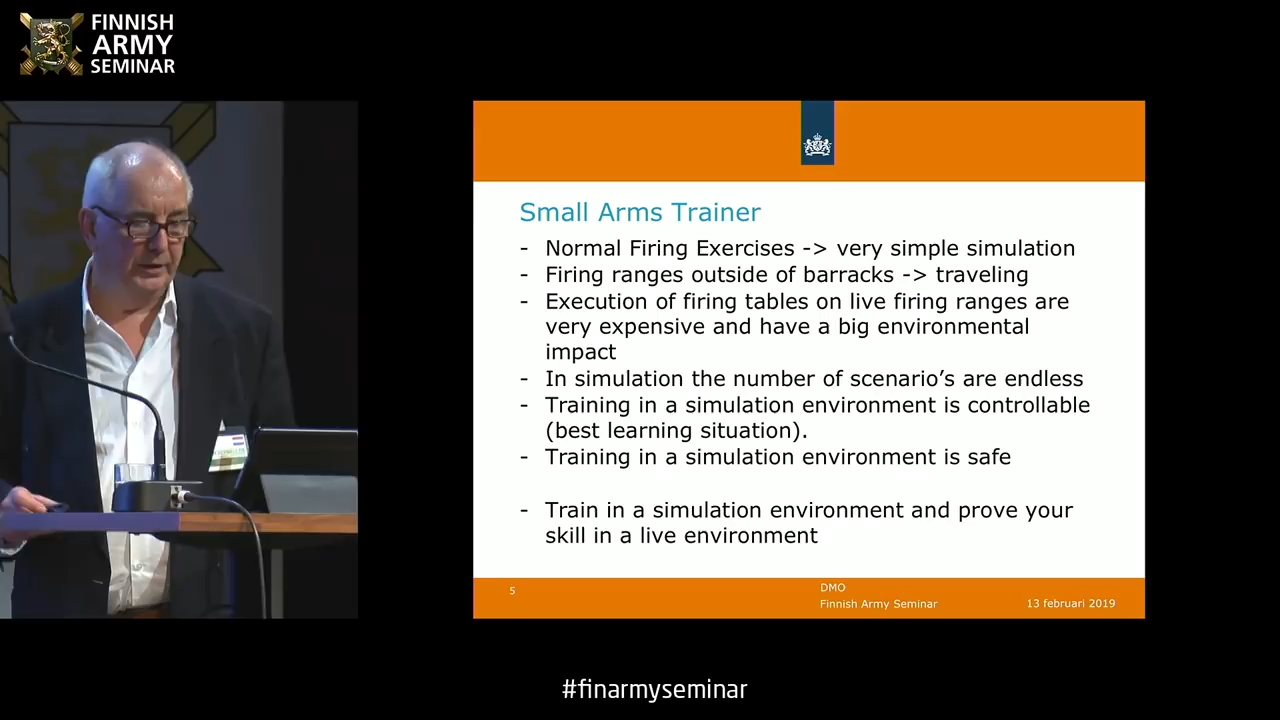 FINNISH
ARMY
SEMINAR
Small Arms Trainer
- Normal Firing Exercises -> very simple simulation
- Firing ranges outside of barracks -> traveling
- Execution of firing tables on live firing ranges are
very expensive and have a big environmental
impact
- In simulation the number of scenario's are endless
- Training in a simulation environment is controllable
(best learning situation).
- Training in a simulation environment is safe
- Train in a simulation environment and prove your
skill in a live environment
5
DMO
Finnish Army Seminar
13 februari 2019
#finarmyseminar